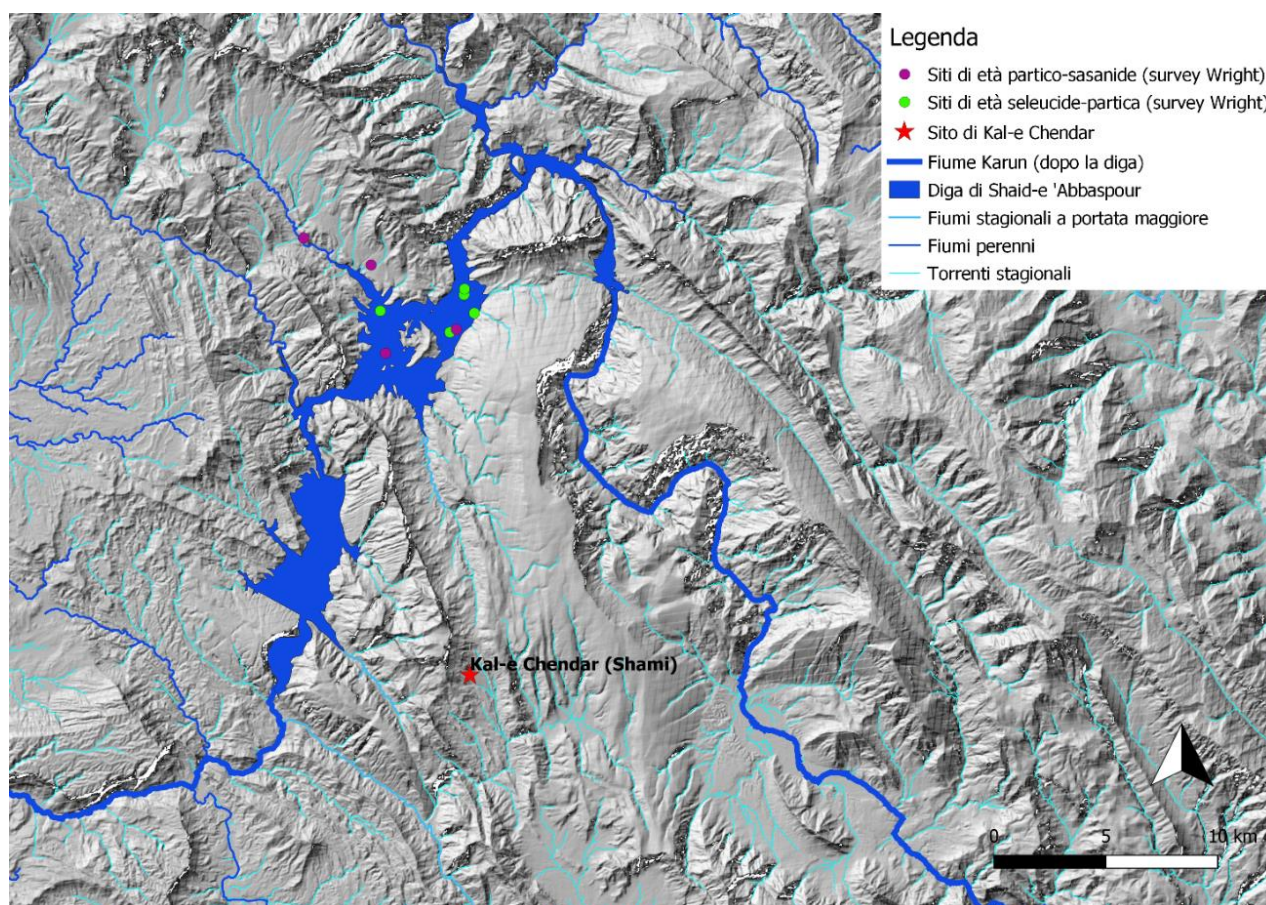 Legenda
Siti di età partico-sasanide (survey Wright)
Siti di età seleucide-partica (survey Wright)
Sito di Kal-e Chendar
Fiume Karun (dopo la diga)
Diga di Shaid-e 'Abbaspour
Fiumi stagionali a portata maggiore
Fiumi perenni
Torrenti stagionali
Kal-e Chendar (Shami)
0 5 10 km